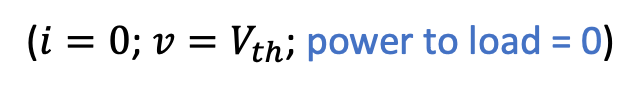 (i = 0; v = V_th; power to load = 0)